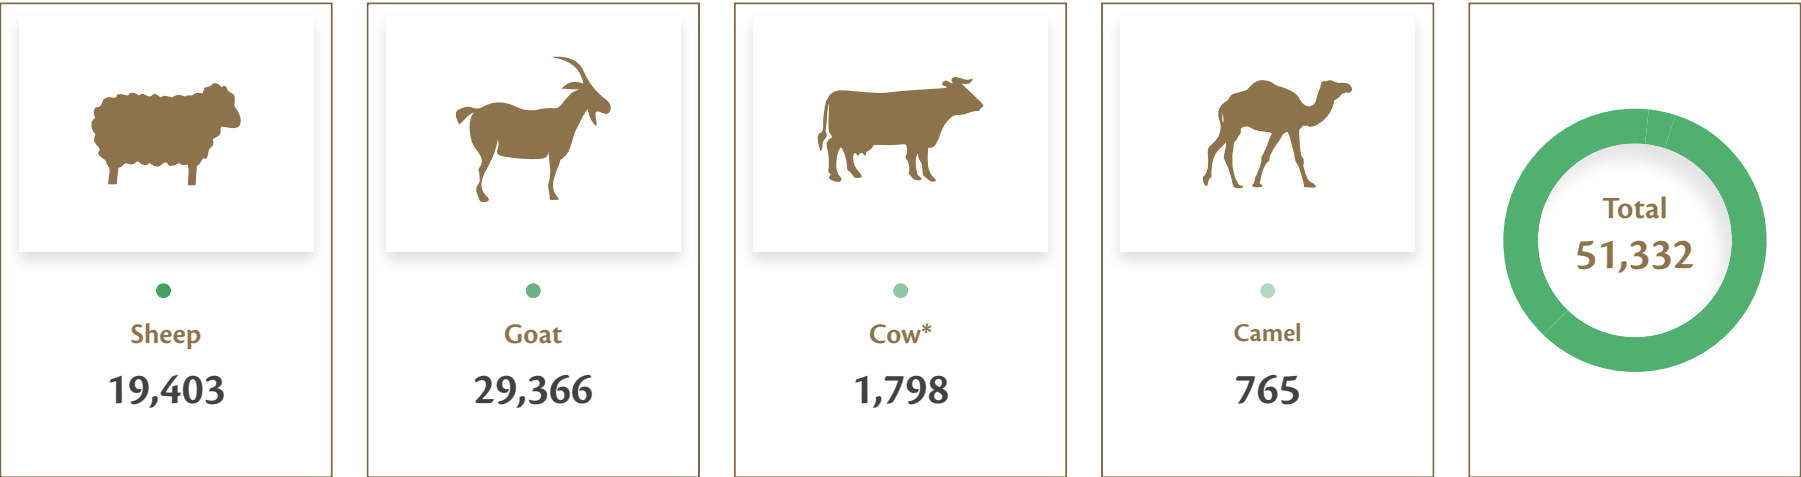 Sheep
19,403
Goat
29,366
Cow*
1,798
Camel
765
Total
51,332